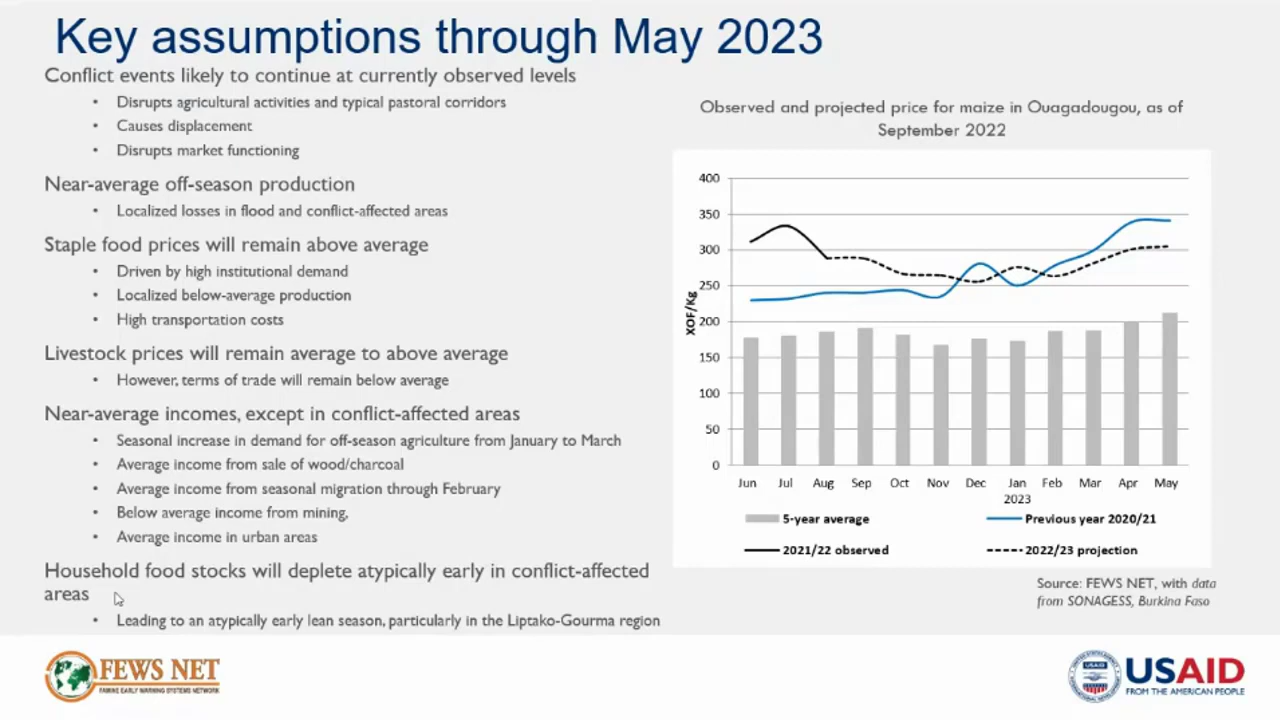 Key assumptions through May 2023
Conflict events likely to continue at currently observed levels
• Disrupts agricultural activities and typical pastoral corridors
• Causes displacement
• Disrupts market functioning
Near-average off-season production
• Localized losses in flood and conflict-affected areas
Staple food prices will remain above average
• Driven by high institutional demand
• Localized below-average production
• High transportation costs
Livestock prices will remain average to above average
• However, terms of trade will remain below average
Near-average incomes, except in conflict-affected areas
• Seasonal increase in demand for off-season agriculture from January to March
• Average income from sale of wood/charcoal
• Average income from seasonal migration through February
• Below average income from mining,
• Average income in urban areas
Household food stocks will deplete atypically early in conflict-affected
areas
• Leading to an atypically early lean season, particularly in the Liptako-Gourma region
Observed and projected price for maize in Ouagadougou, as of
September 2022
400
350
300
250
200
150
100
50
0
XOF/Kg
Jun Jul Aug Sep Oct Nov Dec Jan Feb Mar Apr May
2023
5-year average Previous year 2020/21
2021/22 observed 2022/23 projection
Source: FEWS NET, with data
from SONAGESS, Burkina Faso
FEWS NET
FAMINE EARLY WARNING SYSTEMS NETWORK
USAID
USAID
FROM THE AMERICAN PEOPLE